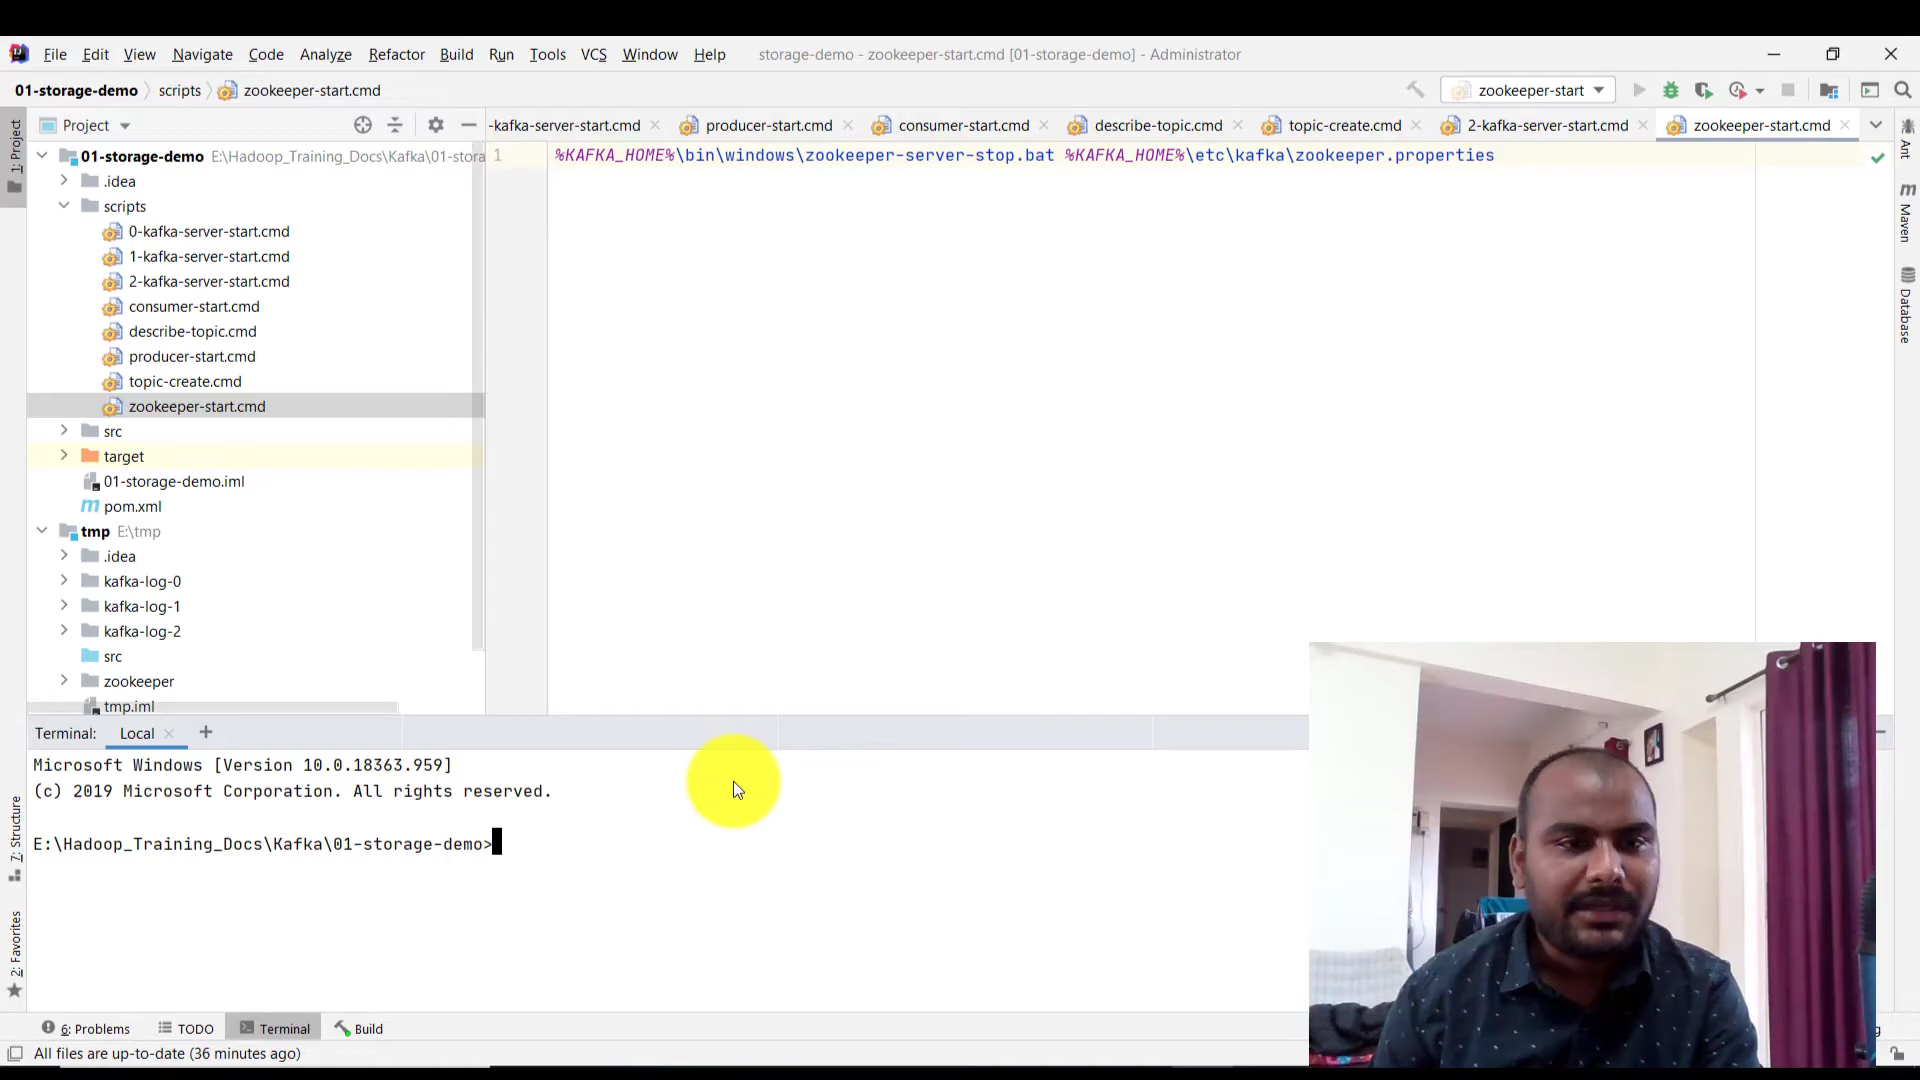 File Edit View Navigate Code Analyze Refactor Build Run Tools VCS Window Help storage-demo - zookeeper-start.cmd [01-storage-demo] - Administrator
01-storage-demo scripts zookeeper-start.cmd zookeeper-start
Project -kafka-server-start.cmd producer-start.cmd consumer-start.cmd describe-topic.cmd topic-create.cmd 2-kafka-server-start.cmd zookeeper-start.cmd
1: Project
01-storage-demo E:\Hadoop_Training_Docs\Kafka\01-stora
1 %KAFKA_HOME%\bin\windows\zookeeper-server-stop.bat %KAFKA_HOME%\etc\kafka\zookeeper.properties
.idea
scripts
0-kafka-server-start.cmd
1-kafka-server-start.cmd
2-kafka-server-start.cmd
consumer-start.cmd
describe-topic.cmd
producer-start.cmd
topic-create.cmd
zookeeper-start.cmd
src
target
01-storage-demo.iml
m pom.xml
tmp E:\tmp
.idea
kafka-log-0
kafka-log-1
kafka-log-2
src
zookeeper
tmp.iml
Ant
m Maven
Database
Terminal: Local +
Microsoft Windows [Version 10.0.18363.959]
(c) 2019 Microsoft Corporation. All rights reserved.
E:\Hadoop_Training_Docs\Kafka\01-storage-demo>
7: Structure
2: Favorites
6: Problems TODO Terminal Build
All files are up-to-date (36 minutes ago)